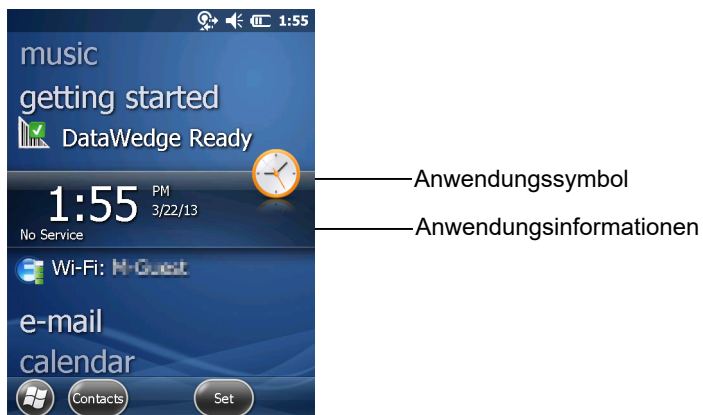 1:55
music
getting started
DataWedge Ready
1:55 PM
3/22/13
No Service
Wi-Fi:
e-mail
calendar
Contacts Set
Anwendungssymbol
Anwendungsinformationen